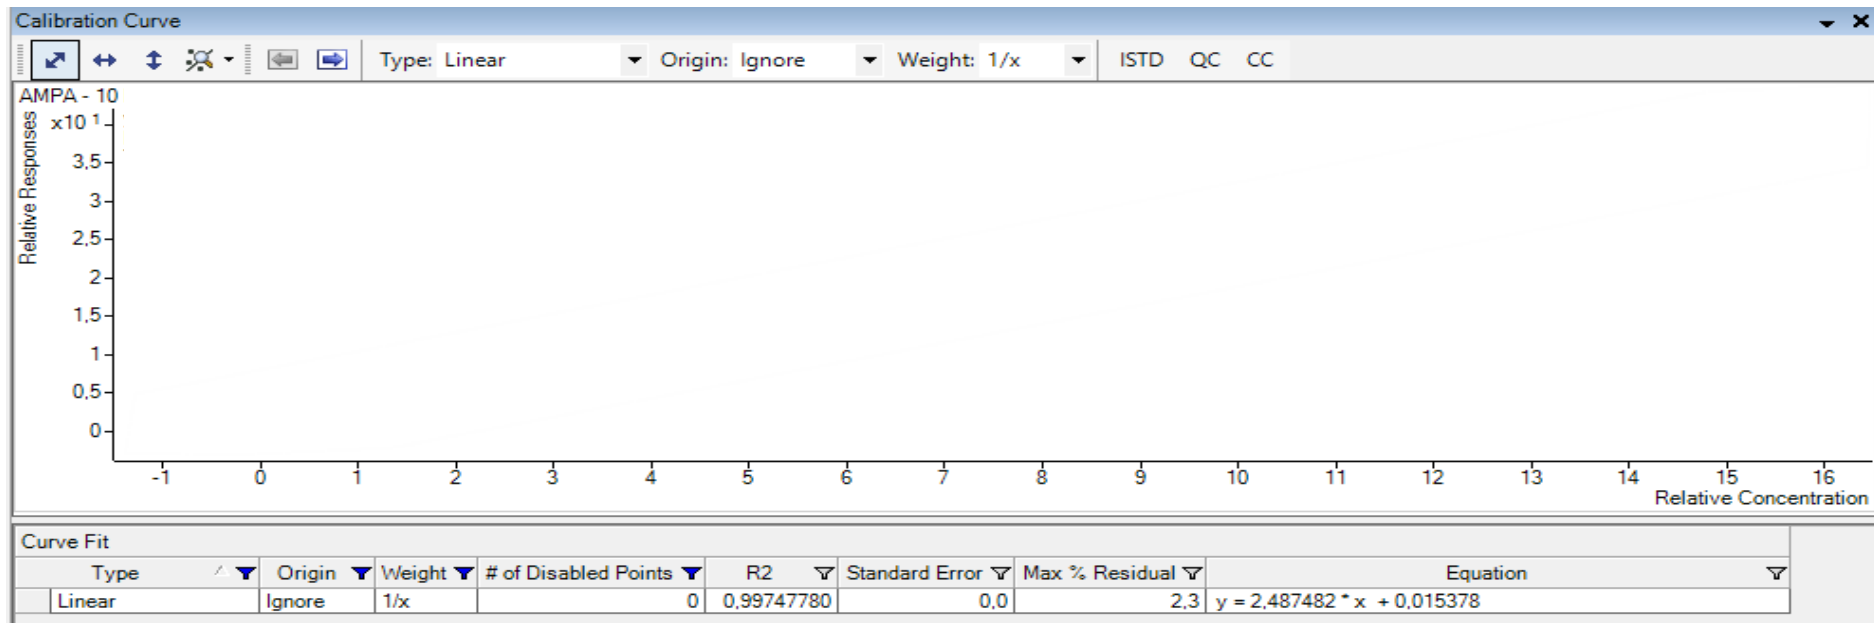 Calibration Curve
Type: Linear Origin: Ignore Weight: 1/x ISTD QC CC
AMPA - 10
Relative Responses
x10 1
3,5
3
2,5
2
1,5
1
0,5
0
-1 0 1 2 3 4 5 6 7 8 9 10 11 12 13 14 15 16
Relative Concentration
Curve Fit
Type Origin Weight # of Disabled Points R2 Standard Error Max % Residual Equation
Linear Ignore 1/x 0 0,99747780 0,0 2,3 y = 2,487482 * x + 0,015378